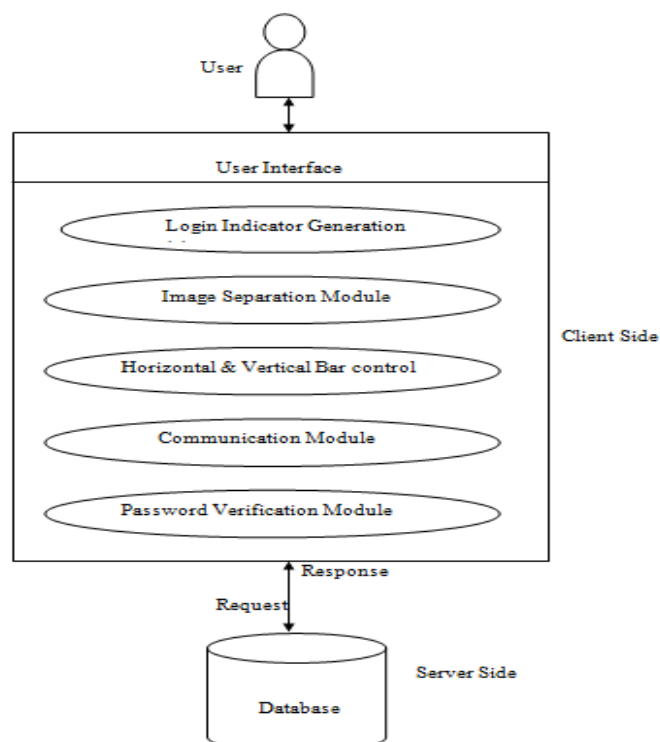 User
User Interface
Login Indicator Generation
Image Separation Module
Client Side
Horizontal & Vertical Bar control
Communication Module
Password Verification Module
Response
Request
Server Side
Database